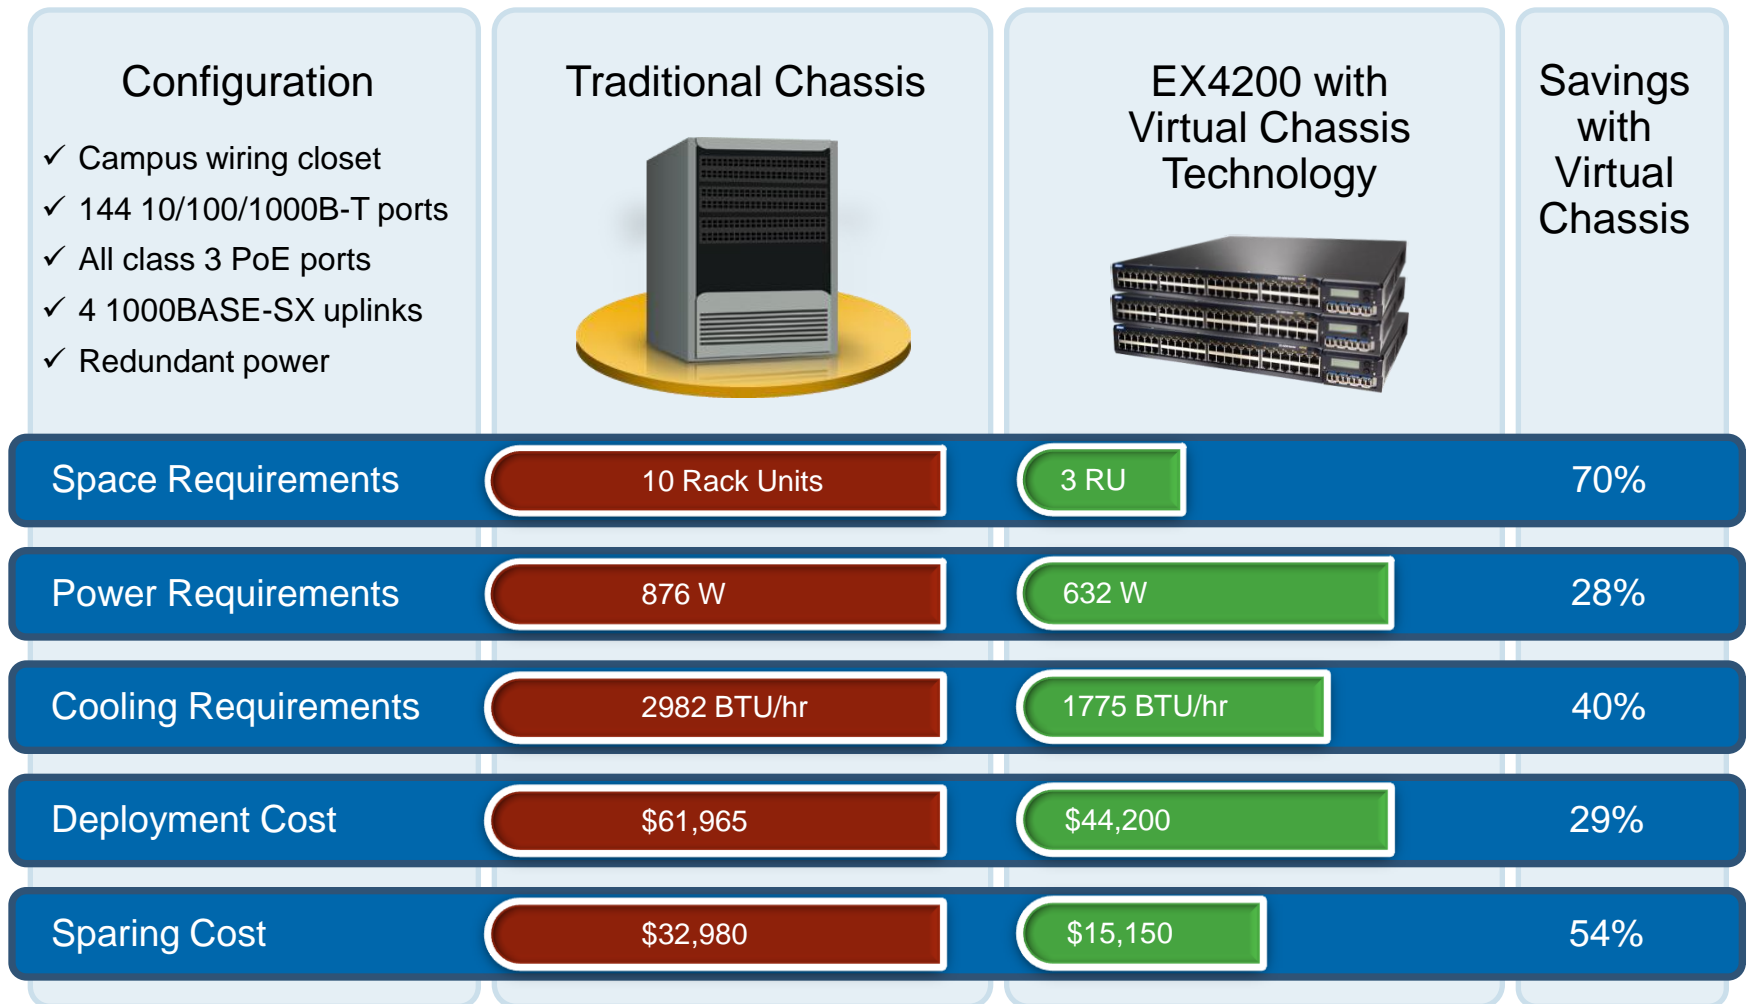 Configuration
✓ Campus wiring closet
✓ 144 10/100/1000B-T ports
✓ All class 3 PoE ports
✓ 4 1000BASE-SX uplinks
✓ Redundant power
Traditional Chassis
EX4200 with
Virtual Chassis
Technology
Savings
with
Virtual
Chassis
Space Requirements
10 Rack Units
3 RU
70%
Power Requirements
876 W
632 W
28%
Cooling Requirements
2982 BTU/hr
1775 BTU/hr
40%
Deployment Cost
$61,965
$44,200
29%
Sparing Cost
$32,980
$15,150
54%